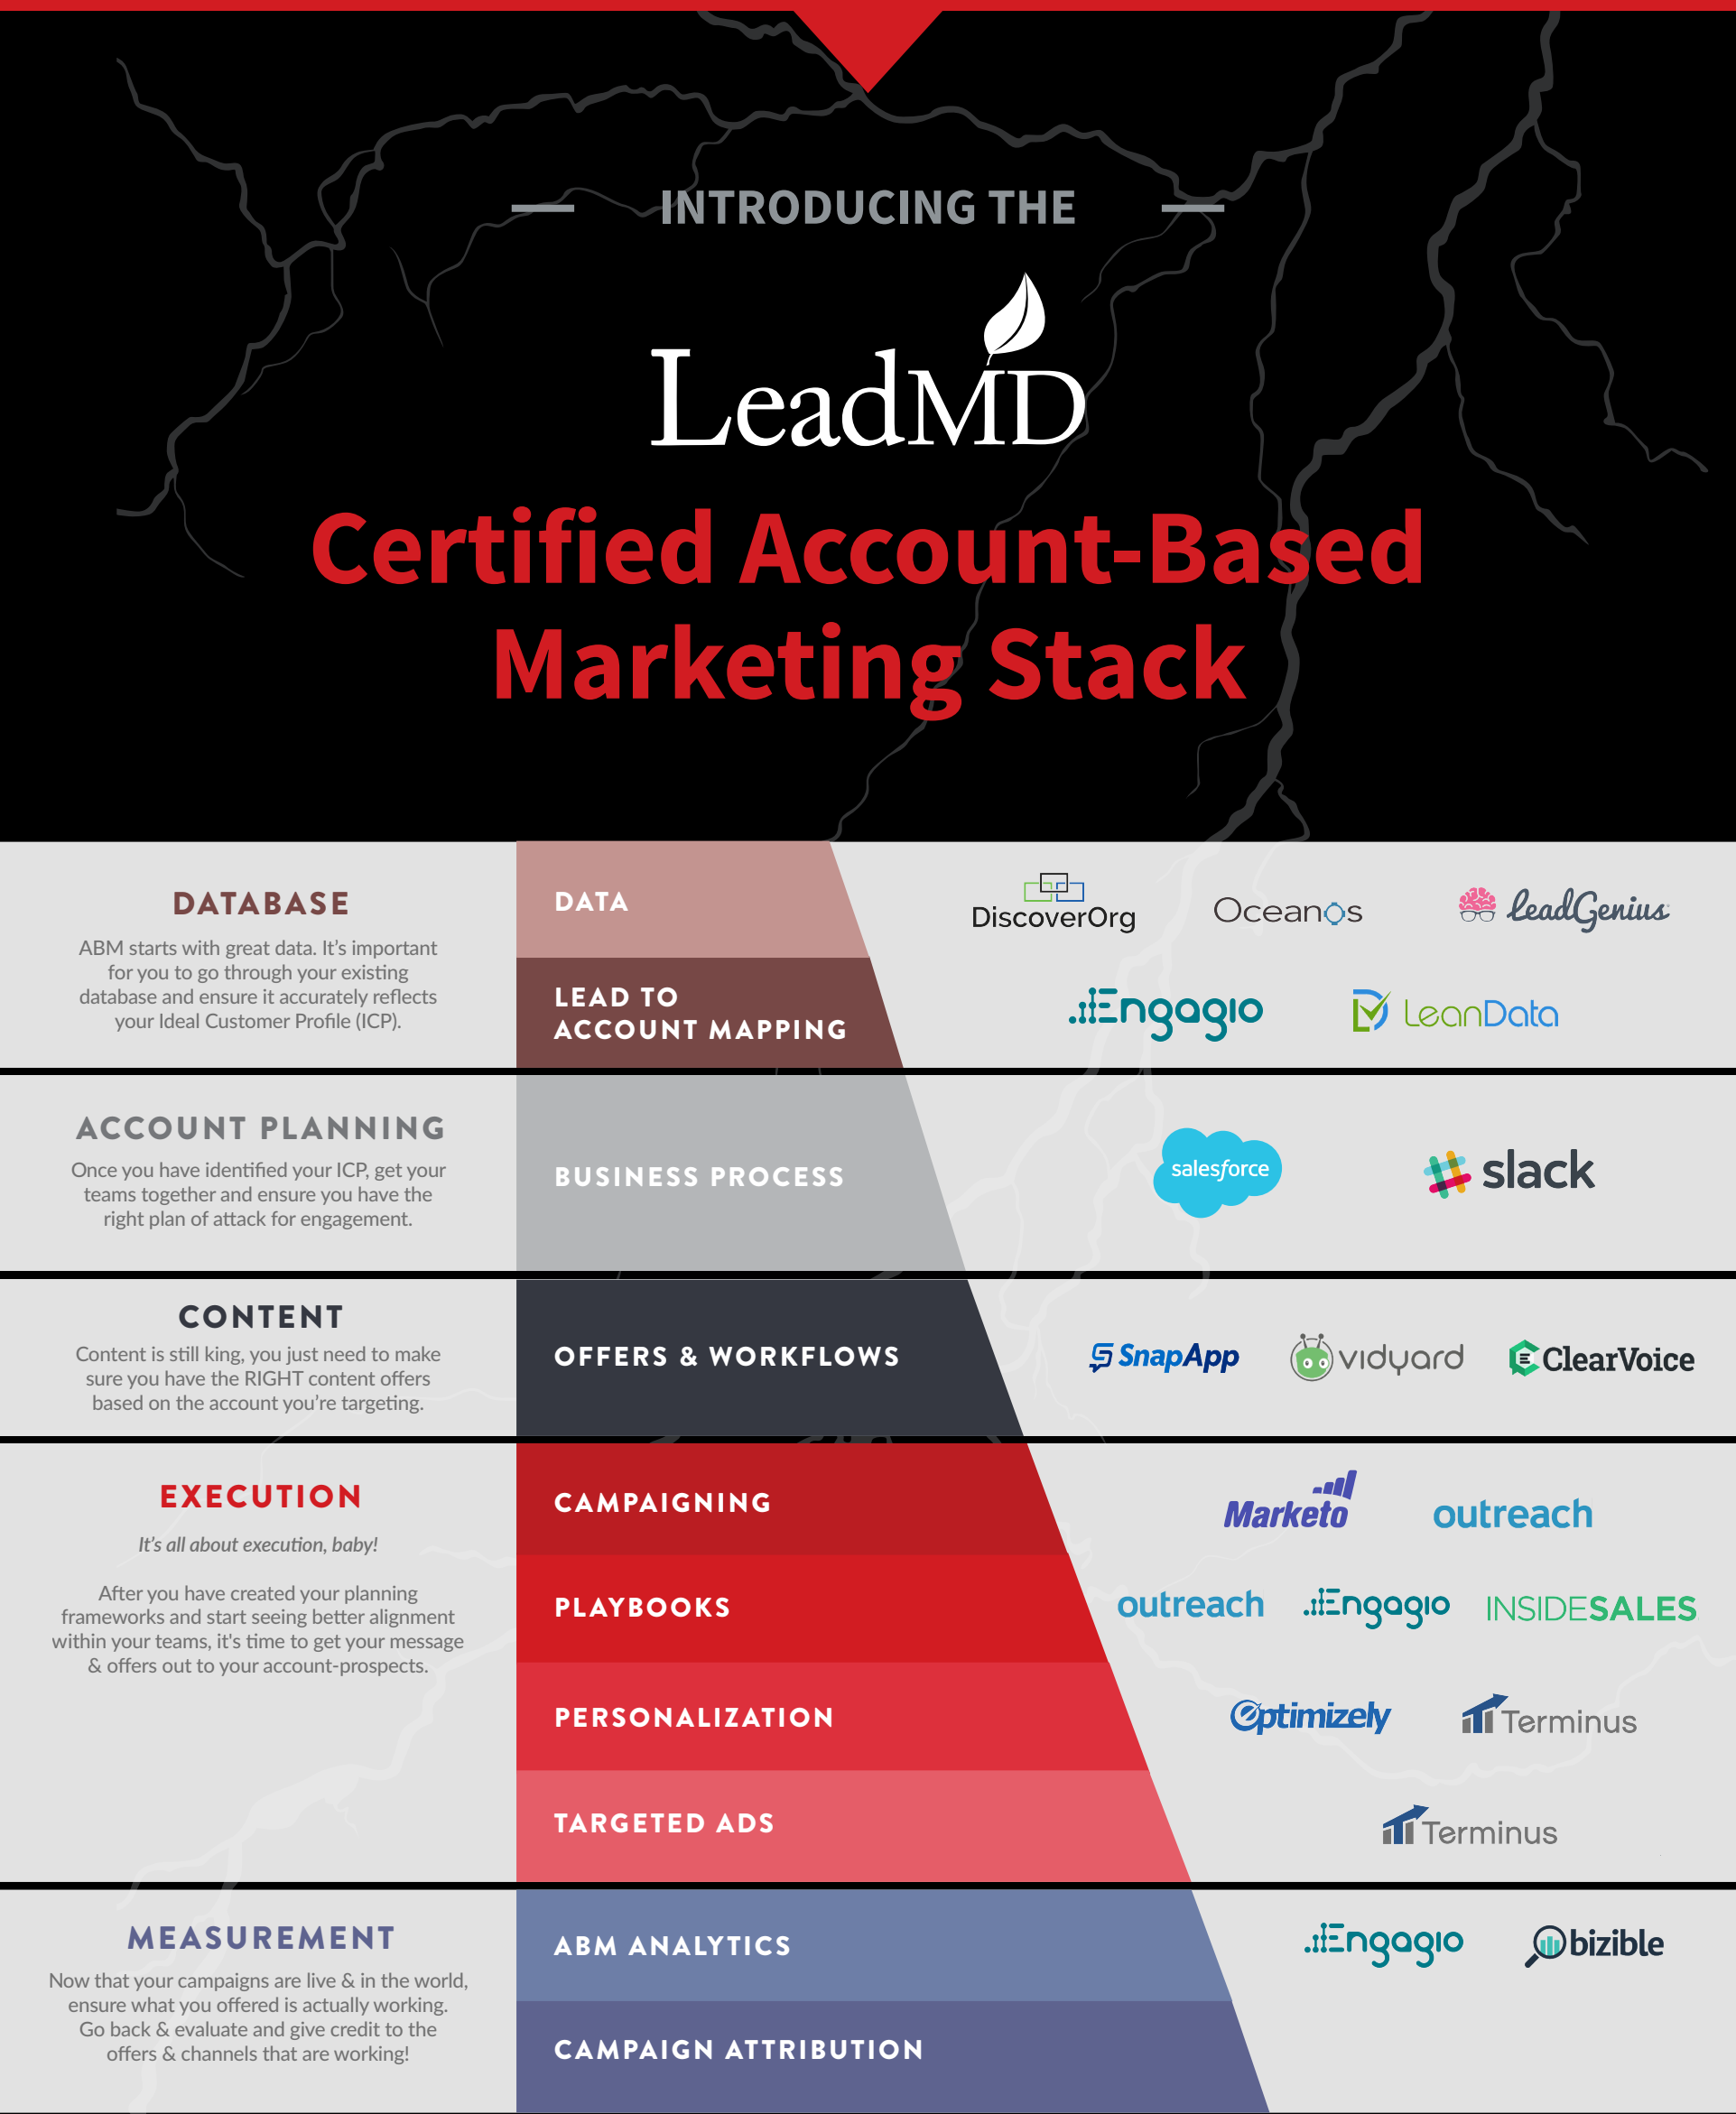 INTRODUCING THE
LeadMD
Certified Account-Based
Marketing Stack
DATABASE
ABM starts with great data. It's important
for you to go through your existing
database and ensure it accurately reflects
your Ideal Customer Profile (ICP).
DATA
DiscoverOrg
Oceanos
LeadGenius
LEAD TO
ACCOUNT MAPPING
Engagio
LeanData
ACCOUNT PLANNING
Once you have identified your ICP, get your
teams together and ensure you have the
right plan of attack for engagement.
BUSINESS PROCESS
salesforce
slack
CONTENT
Content is still king, you just need to make
sure you have the RIGHT content offers
based on the account you're targeting.
OFFERS & WORKFLOWS
SnapApp
vidyard
ClearVoice
EXECUTION
It's all about execution, baby!
After you have created your planning
frameworks and start seeing better alignment
within your teams, it's time to get your message
& offers out to your account-prospects.
CAMPAIGNING
Marketo
outreach
PLAYBOOKS
outreach
Engagio
INSIDESALES
PERSONALIZATION
Optimizely
Terminus
TARGETED ADS
Terminus
MEASUREMENT
Now that your campaigns are live & in the world,
ensure what you offered is actually working.
Go back & evaluate and give credit to the
offers & channels that are working!
ABM ANALYTICS
Engagio
bizible
CAMPAIGN ATTRIBUTION